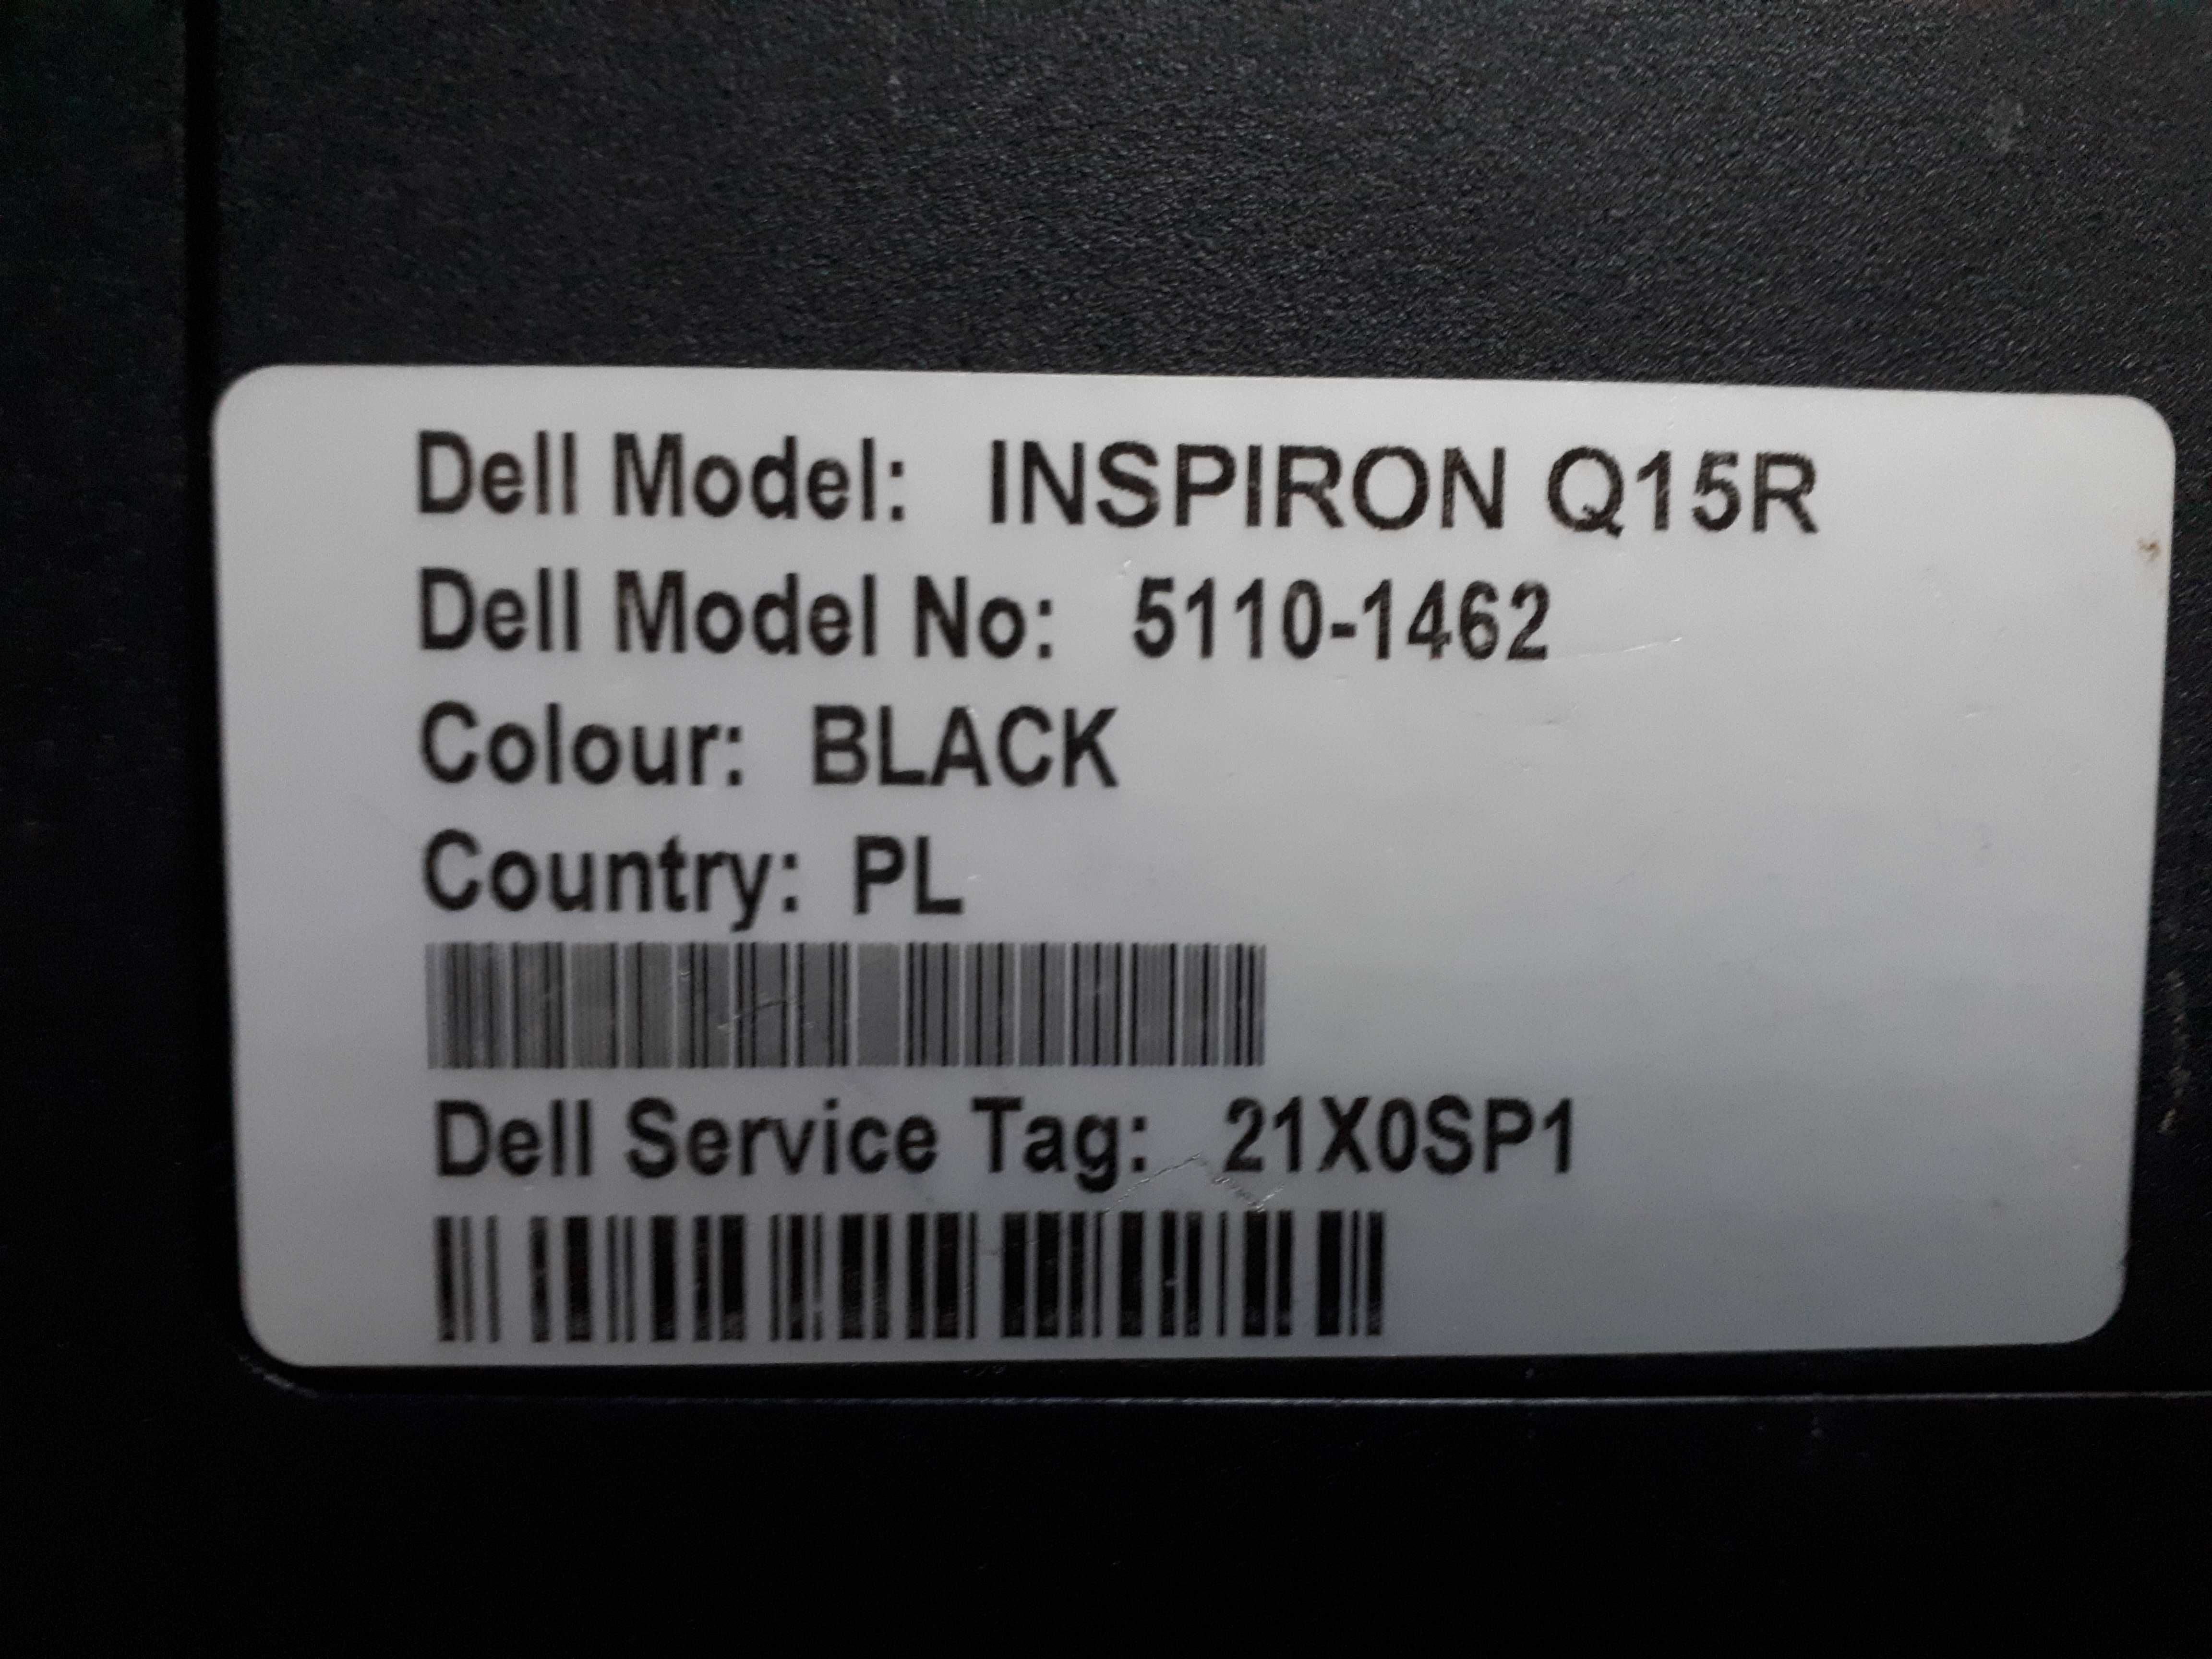 Dell Model: INSPIRON Q15R
Dell Model No: 5110-1462
Colour: BLACK
Country: PL
Dell Service Tag: 21X0SP1